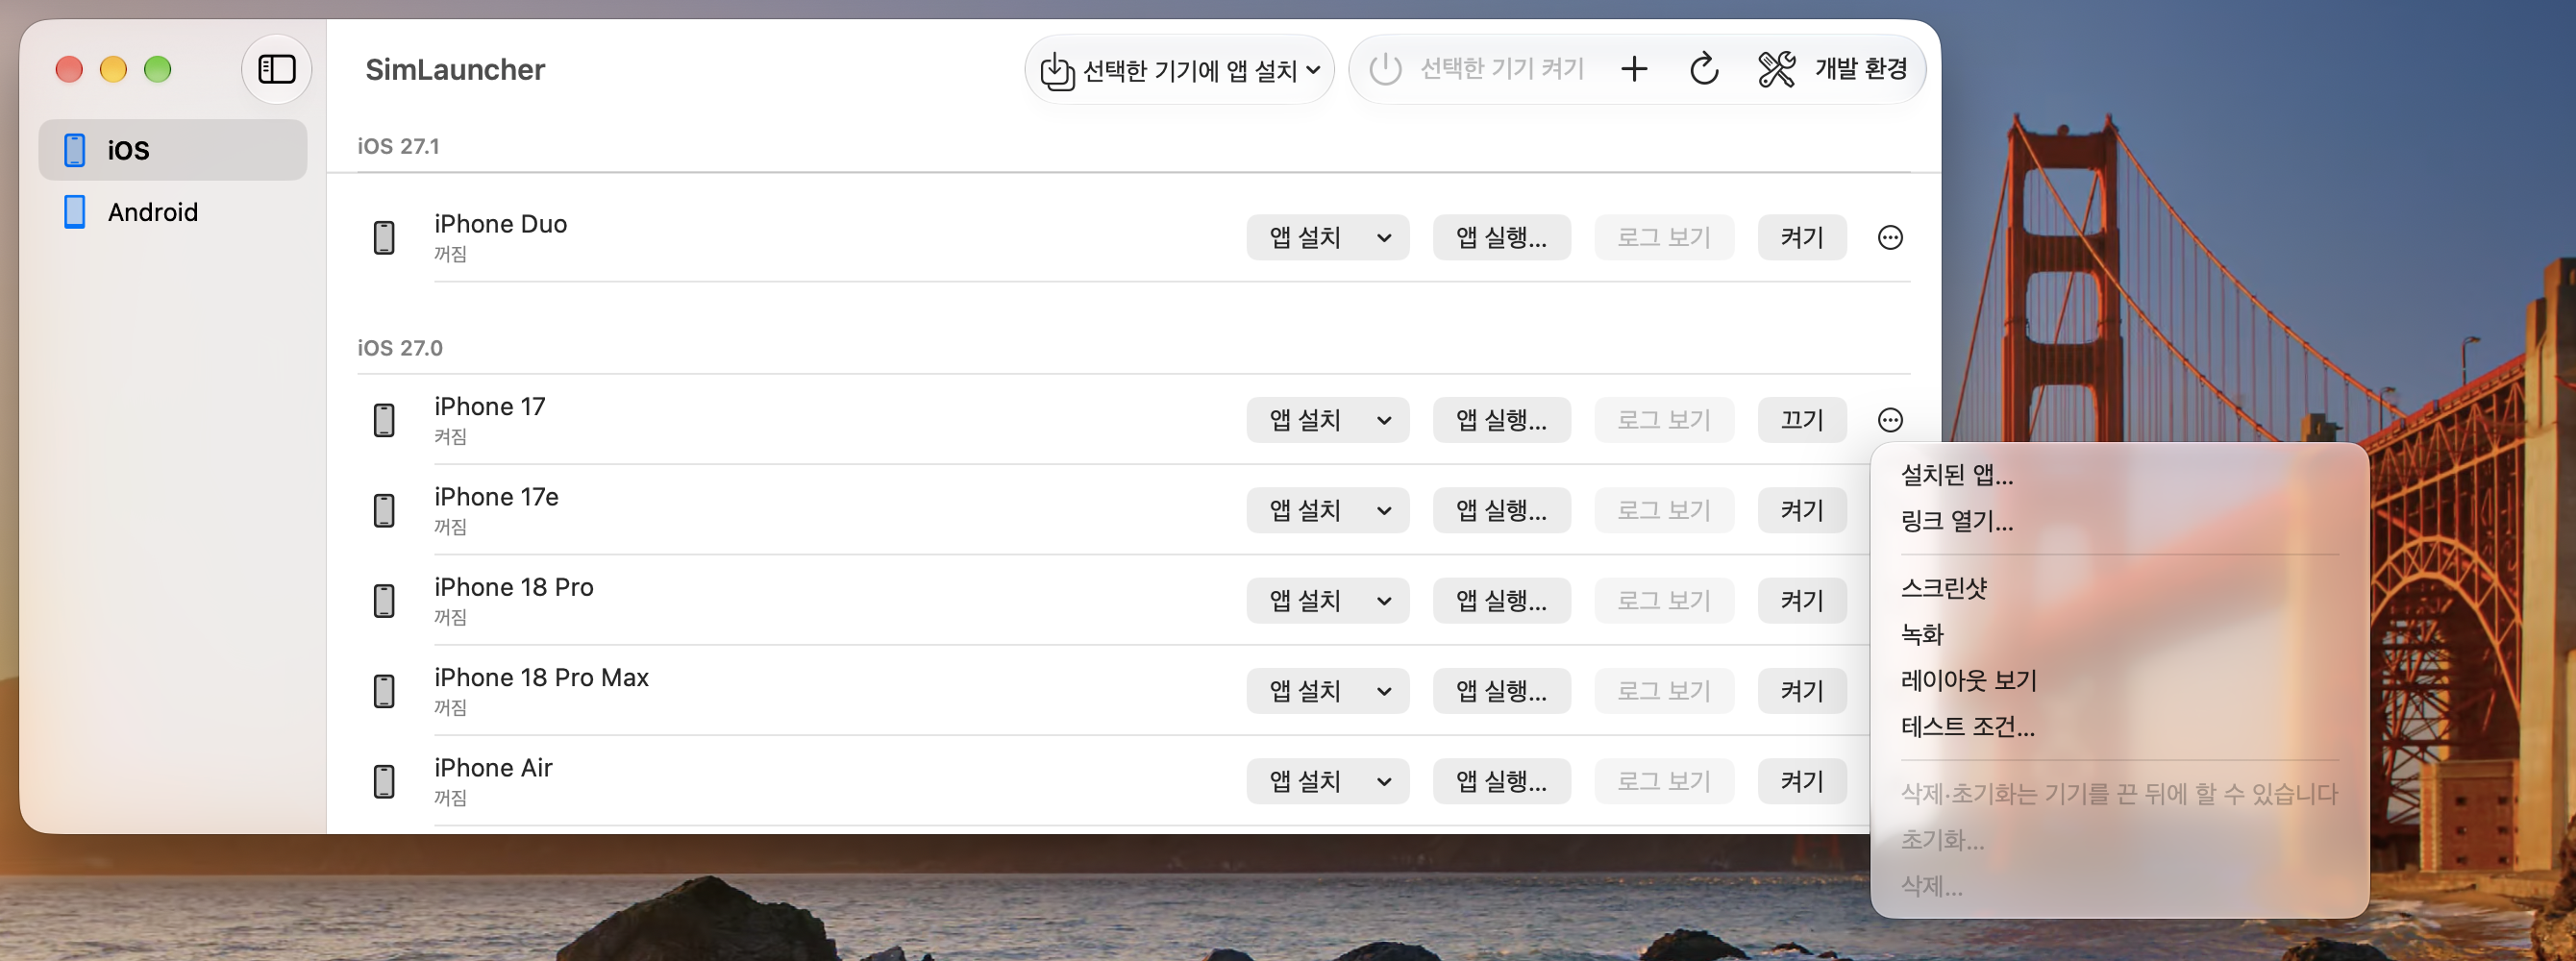 SimLauncher
선택한 기기에 앱 설치
선택한 기기 켜기
개발 환경
iOS
Android
iOS 27.1
iPhone Duo
꺼짐
앱 설치
앱 실행...
로그 보기
켜기
iOS 27.0
iPhone 17
켜짐
앱 설치
앱 실행...
로그 보기
끄기
iPhone 17e
꺼짐
앱 설치
앱 실행...
로그 보기
켜기
iPhone 18 Pro
꺼짐
앱 설치
앱 실행...
로그 보기
켜기
iPhone 18 Pro Max
꺼짐
앱 설치
앱 실행...
로그 보기
켜기
iPhone Air
꺼짐
앱 설치
앱 실행...
로그 보기
켜기
설치된 앱...
링크 열기...
스크린샷
녹화
레이아웃 보기
테스트 조건...
삭제·초기화는 기기를 끈 뒤에 할 수 있습니다
초기화...
삭제...